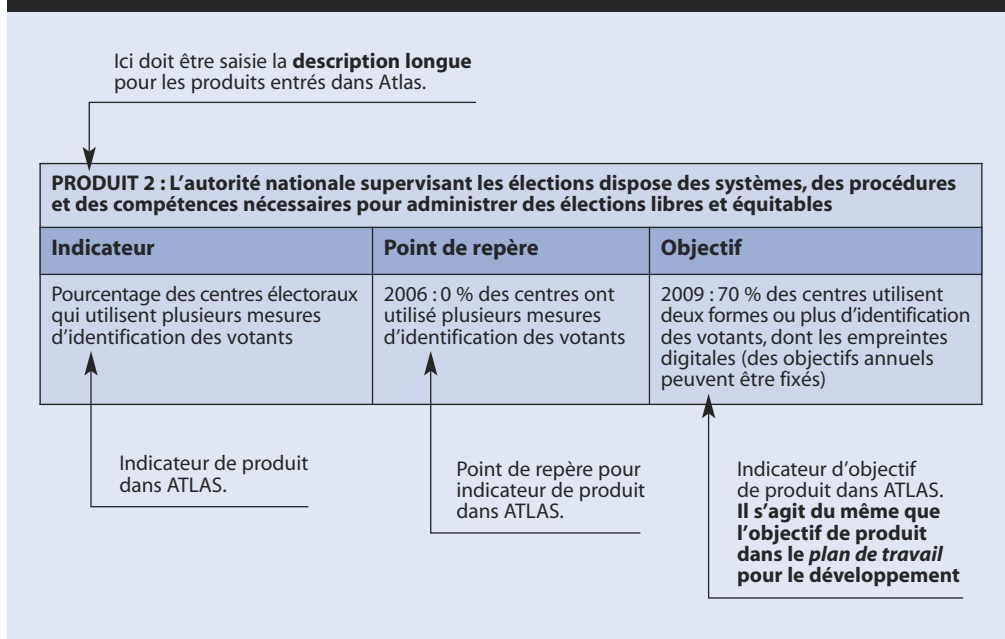 Ici doit être saisie la description longue
pour les produits entrés dans Atlas.
PRODUIT 2 : L’autorité nationale supervisant les élections dispose des systèmes, des procédures
et des compétences nécessaires pour administrer des élections libres et équitables
Indicateur
Point de repère
Objectif
Pourcentage des centres électoraux
qui utilisent plusieurs mesures
d’identification des votants
2006 : 0 % des centres ont
utilisé plusieurs mesures
d’identification des votants
2009 : 70 % des centres utilisent
deux formes ou plus d’identification
des votants, dont les empreintes
digitales (des objectifs annuels
peuvent être fixés)
Indicateur de produit
dans ATLAS.
Point de repère pour
indicateur de produit
dans ATLAS.
Indicateur d’objectif
de produit dans ATLAS.
Il s’agit du même que
l’objectif de produit
dans le plan de travail
pour le développement